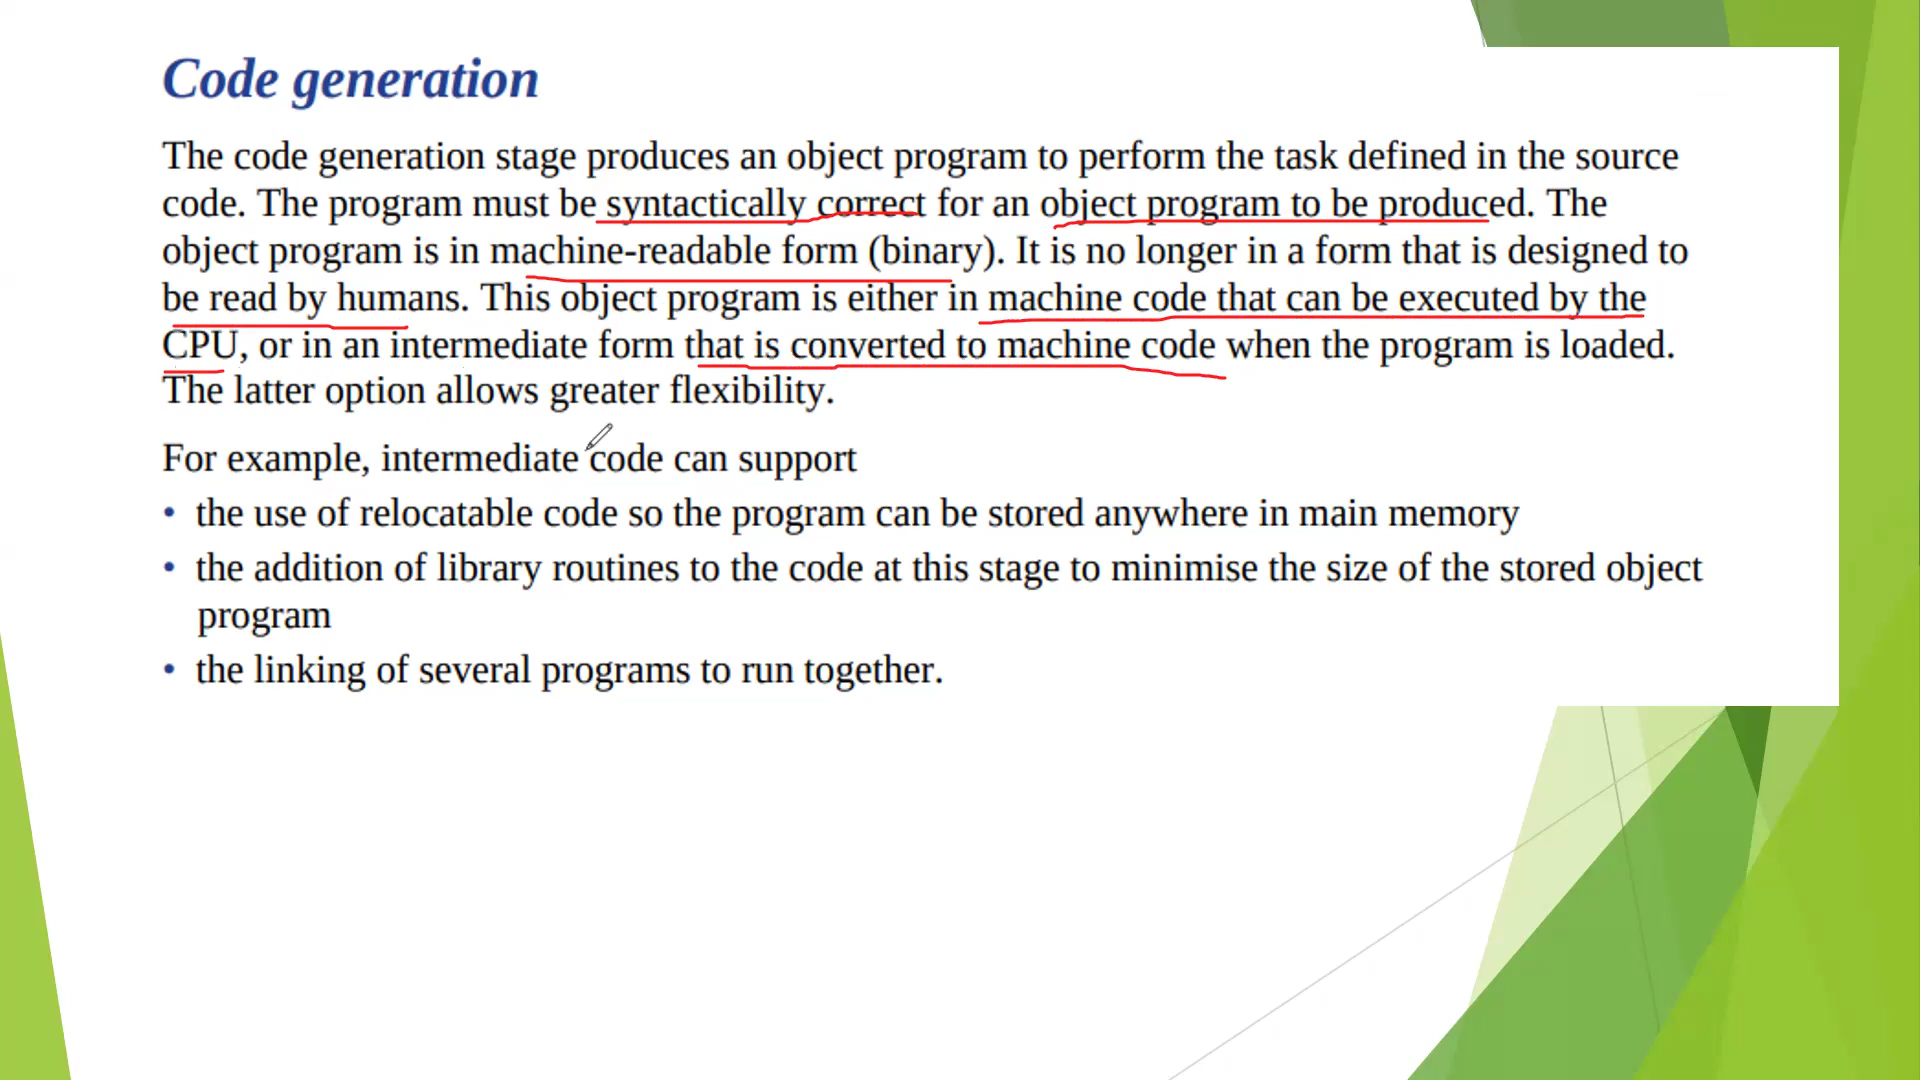 Code generation
The code generation stage produces an object program to perform the task defined in the source
code. The program must be syntactically correct for an object program to be produced. The
object program is in machine-readable form (binary). It is no longer in a form that is designed to
be read by humans. This object program is either in machine code that can be executed by the
CPU, or in an intermediate form that is converted to machine code when the program is loaded.
The latter option allows greater flexibility.
For example, intermediate code can support
• the use of relocatable code so the program can be stored anywhere in main memory
• the addition of library routines to the code at this stage to minimise the size of the stored object
program
• the linking of several programs to run together.